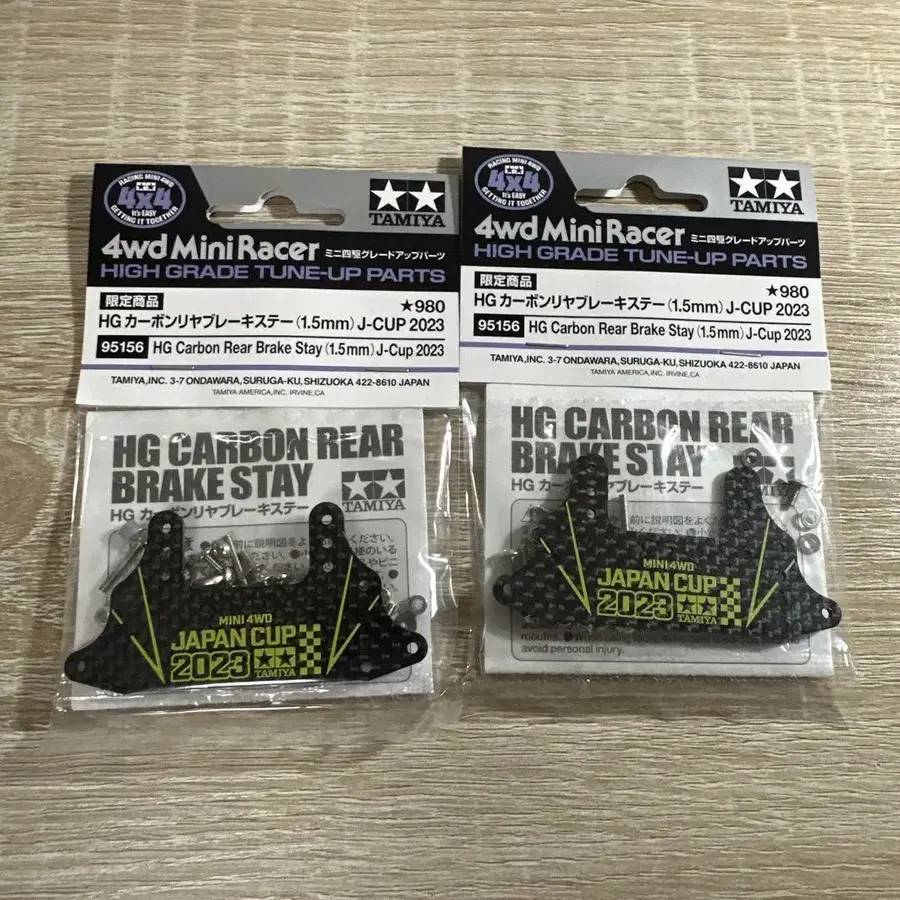 RACING MINI 4WD
4x4
It's EASY
GETTING IT TOGETHER
TAMIYA
4wd Mini Racer ミニ四駆グレードアップパーツ
HIGH GRADE TUNE-UP PARTS
限定商品
★980
HG カーボンリヤブレーキステー(1.5mm) J-CUP 2023
95156 HG Carbon Rear Brake Stay (1.5mm) J-Cup 2023
TAMIYA,INC. 3-7 ONDAWARA,SURUGA-KU,SHIZUOKA 422-8610 JAPAN
TAMIYA AMERICA,INC. IRVINE,CA
HG CARBON REAR
BRAKE STAY
HG カーボンリヤブレーキステー
TAMIYA
MINI 4WD
JAPAN CUP
2023
TAMIYA
RACING MINI 4WD
4x4
It's EASY
GETTING IT TOGETHER
TAMIYA
4wd Mini Racer ミニ四駆グレードアップパーツ
HIGH GRADE TUNE-UP PARTS
限定商品
★980
HG カーボンリヤブレーキステー(1.5mm) J-CUP 2023
95156 HG Carbon Rear Brake Stay (1.5mm) J-Cup 2023
TAMIYA,INC. 3-7 ONDAWARA,SURUGA-KU,SHIZUOKA 422-8610 JAPAN
TAMIYA AMERICA,INC. IRVINE,CA
HG CARBON REAR
BRAKE STAY
HG カーボンリヤブレーキステー
TAMIYA
前に説明図をよく
MINI 4WD
JAPAN CUP
2023
TAMIYA
mouths.
avoid personal injury.